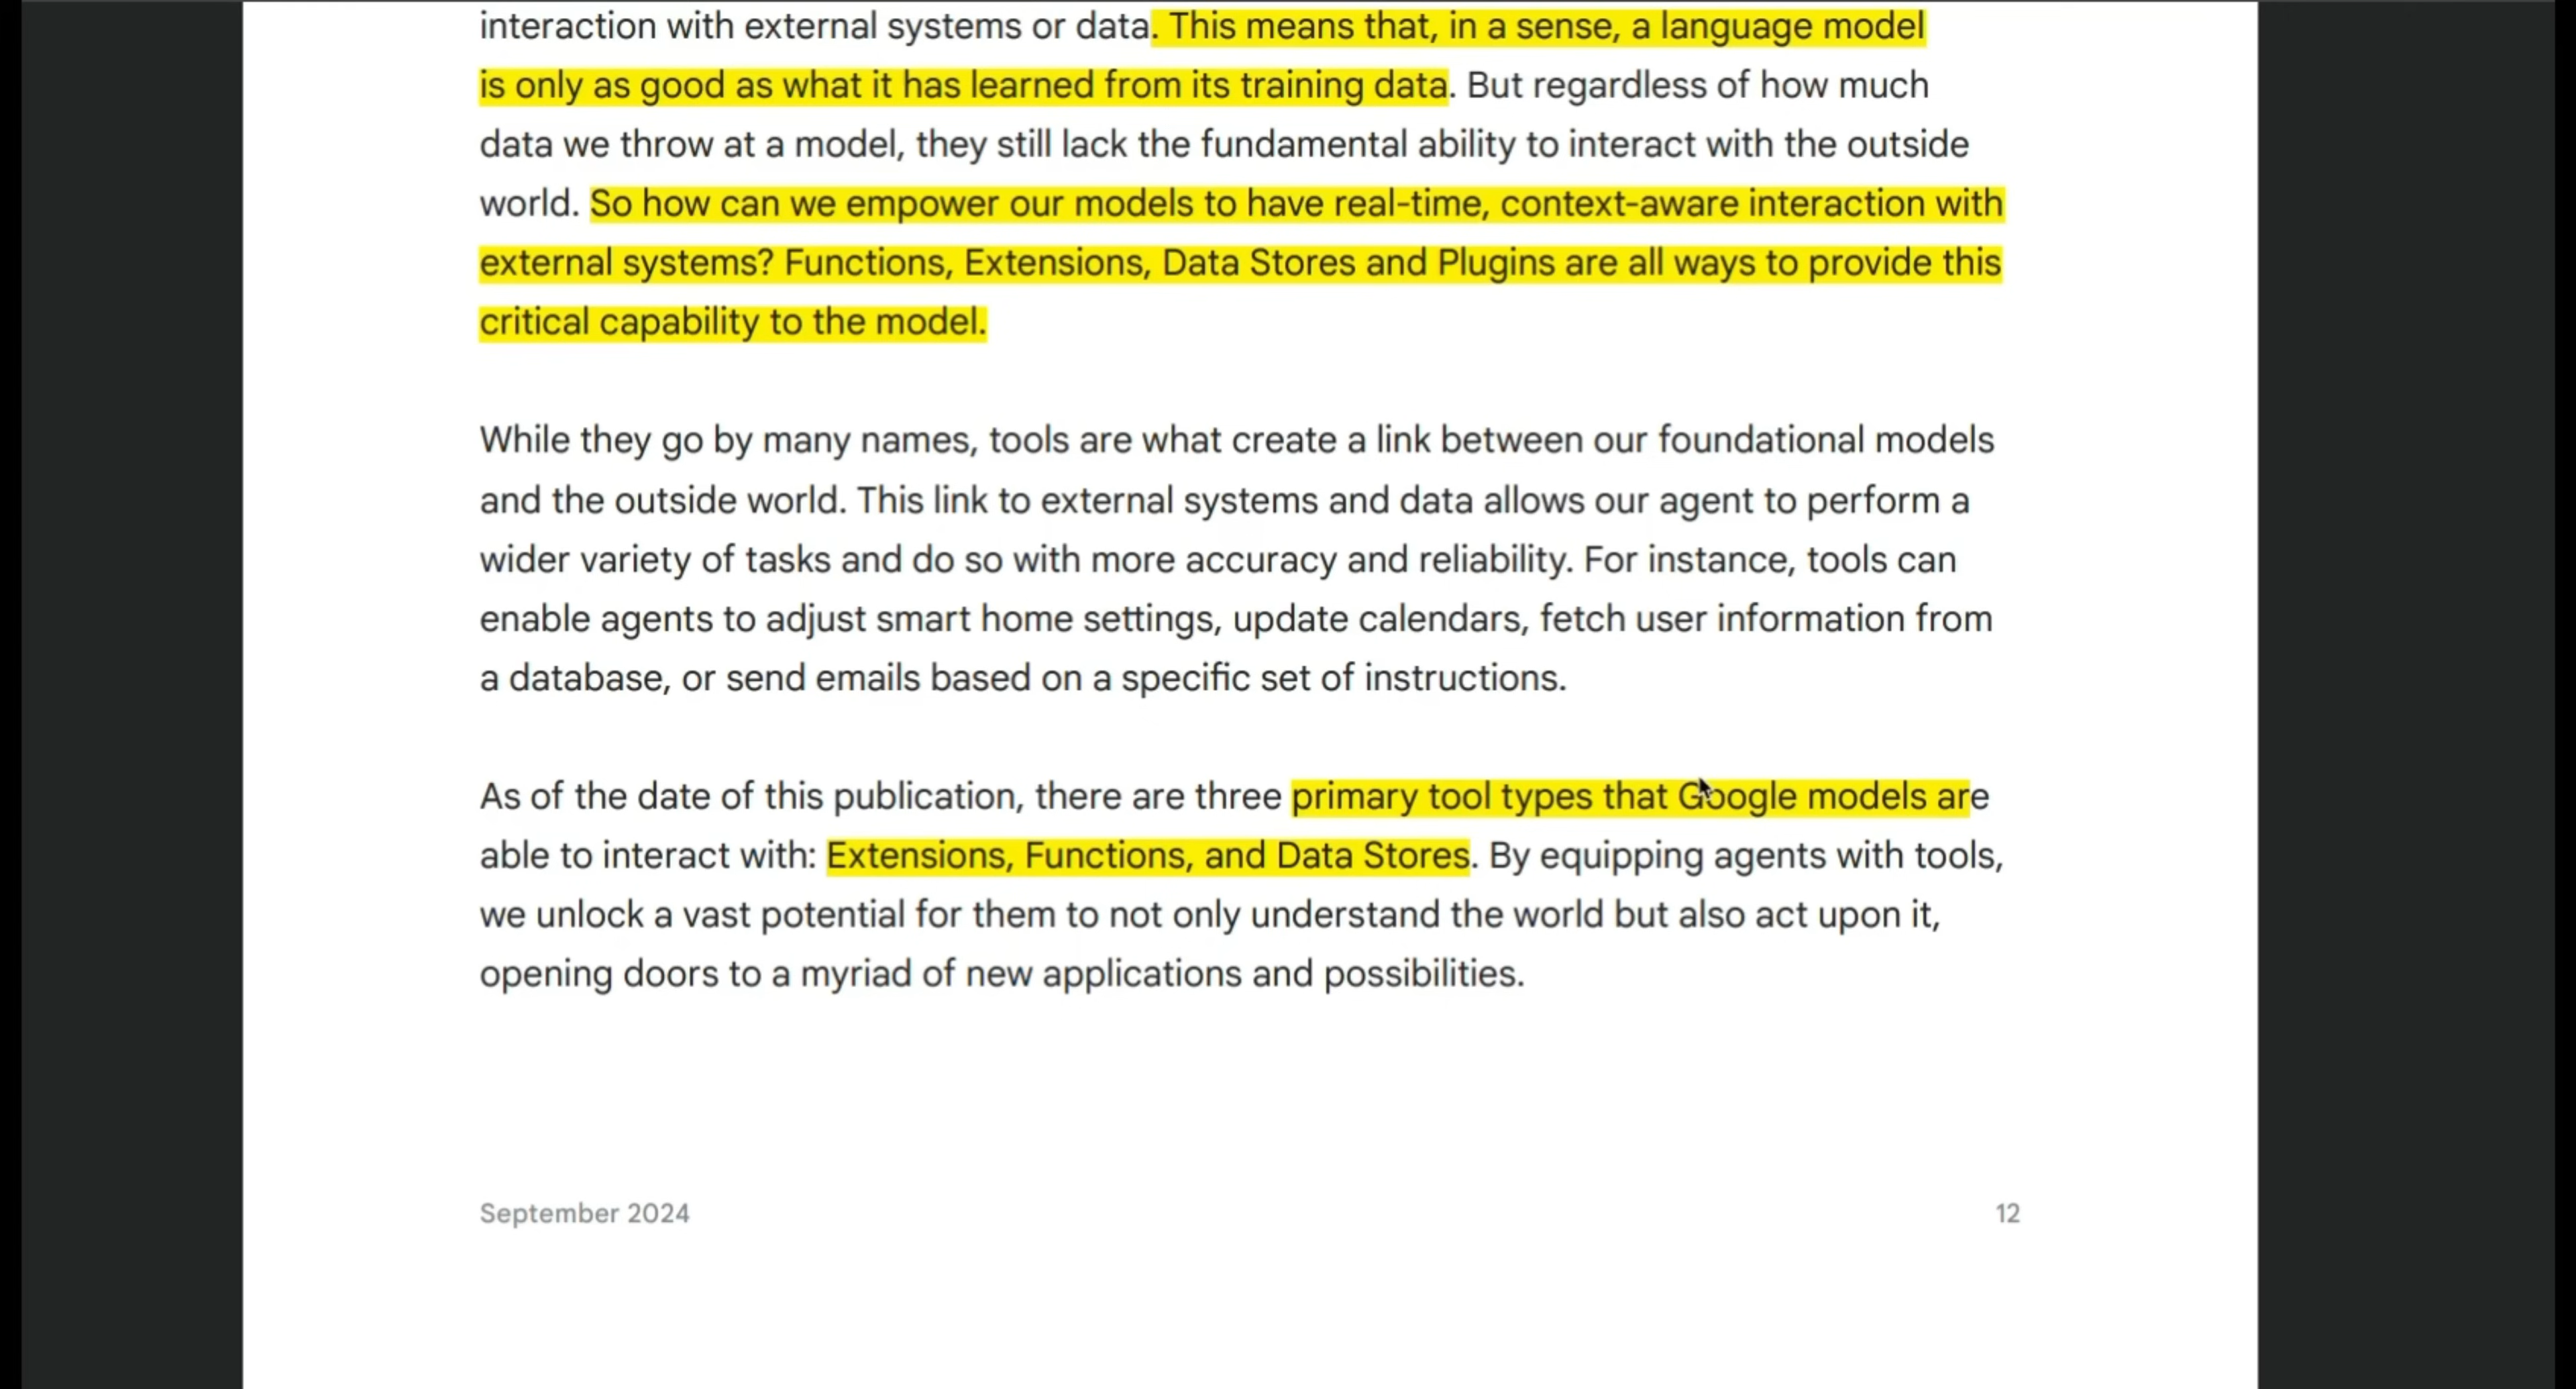 interaction with external systems or data. This means that, in a sense, a language model
is only as good as what it has learned from its training data. But regardless of how much
data we throw at a model, they still lack the fundamental ability to interact with the outside
world. So how can we empower our models to have real-time, context-aware interaction with
external systems? Functions, Extensions, Data Stores and Plugins are all ways to provide this
critical capability to the model.
While they go by many names, tools are what create a link between our foundational models
and the outside world. This link to external systems and data allows our agent to perform a
wider variety of tasks and do so with more accuracy and reliability. For instance, tools can
enable agents to adjust smart home settings, update calendars, fetch user information from
a database, or send emails based on a specific set of instructions.
As of the date of this publication, there are three primary tool types that Google models are
able to interact with: Extensions, Functions, and Data Stores. By equipping agents with tools,
we unlock a vast potential for them to not only understand the world but also act upon it,
opening doors to a myriad of new applications and possibilities.
September 2024
12